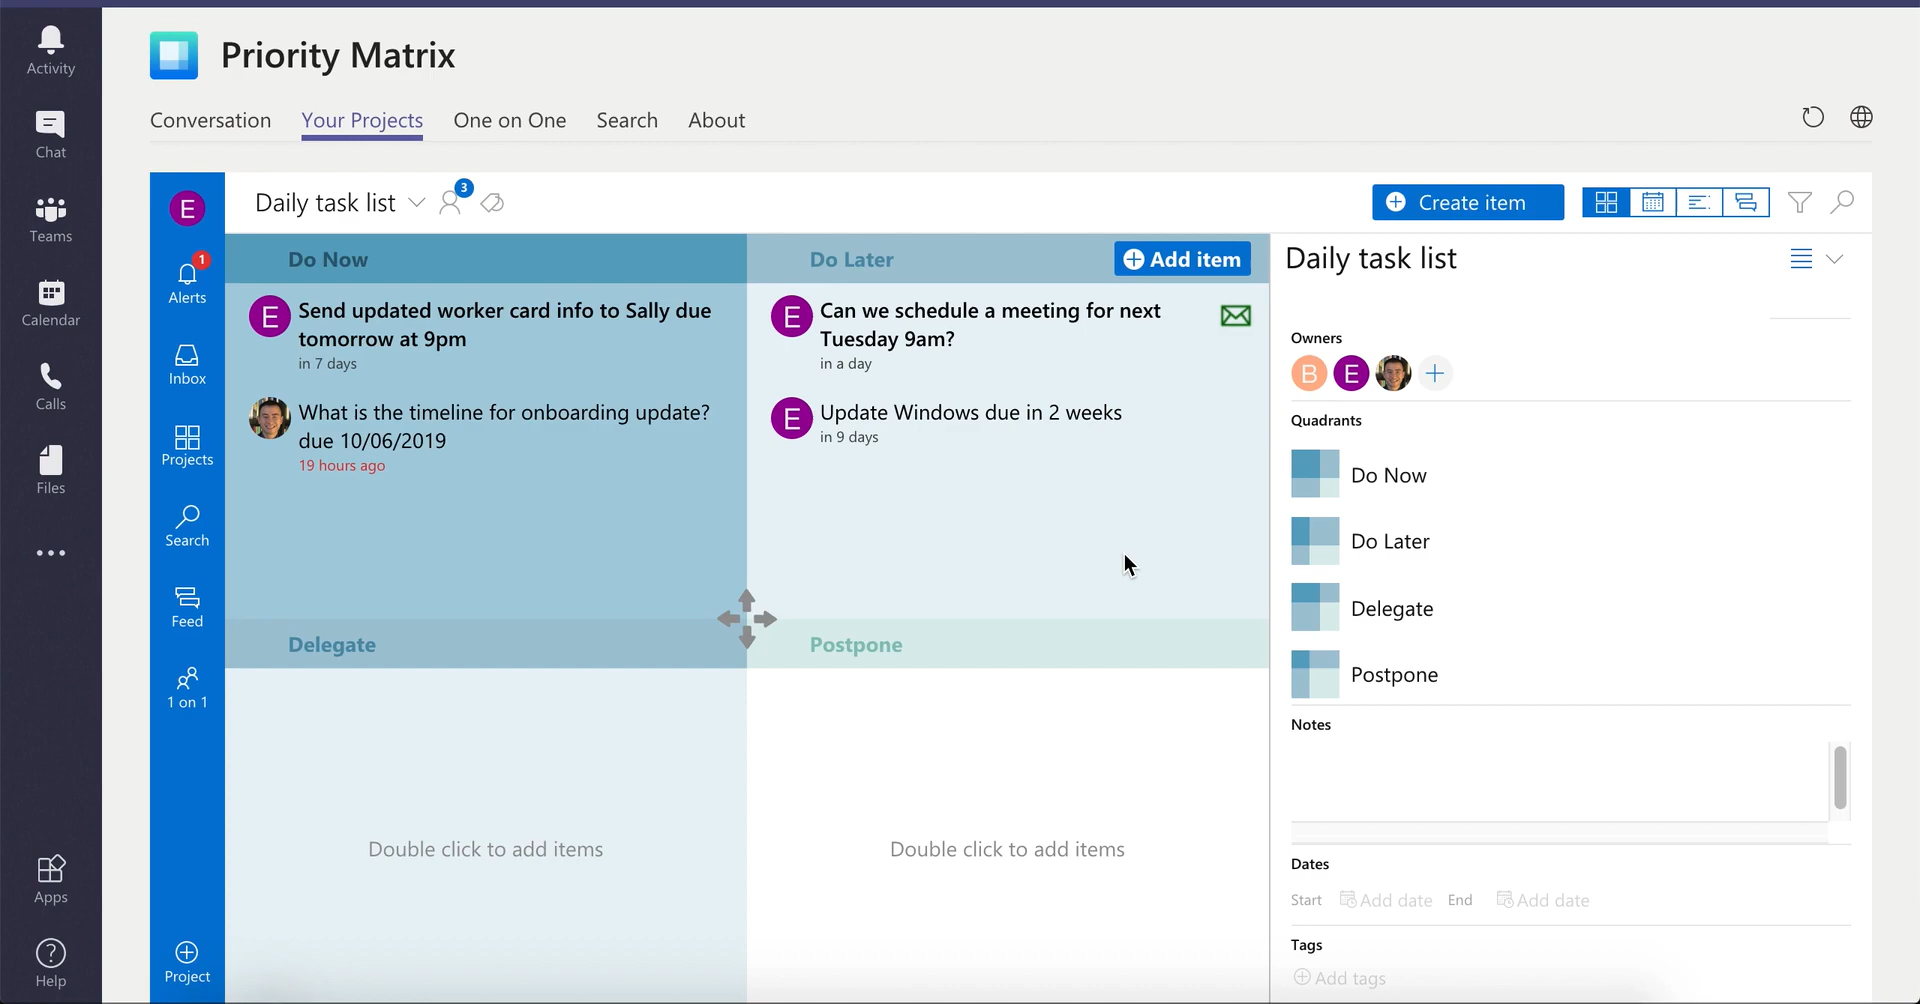 Activity
Chat
Teams
Calendar
Calls
Files
Apps
Help
Priority Matrix
Conversation
Your Projects
One on One
Search
About
E
Alerts
1
Inbox
Projects
Search
Feed
1 on 1
Project
Daily task list
3
Create item
Do Now
E
Send updated worker card info to Sally due
tomorrow at 9pm
in 7 days
What is the timeline for onboarding update?
due 10/06/2019
19 hours ago
Do Later
Add item
E
Can we schedule a meeting for next
Tuesday 9am?
in a day
E
Update Windows due in 2 weeks
in 9 days
Delegate
Double click to add items
Postpone
Double click to add items
Daily task list
Owners
B E
Quadrants
Do Now
Do Later
Delegate
Postpone
Notes
Dates
Start Add date End Add date
Tags
Add tags